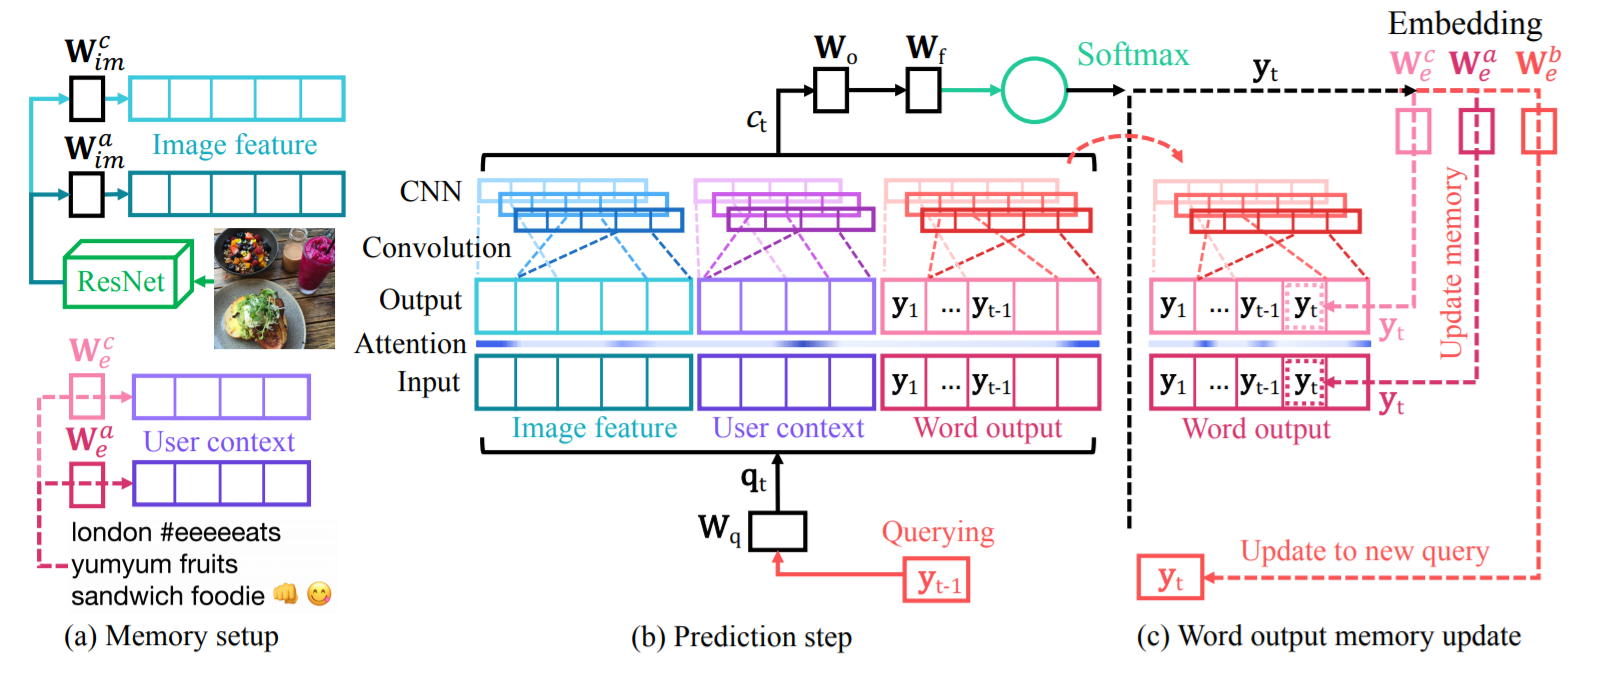 W_im^c
Image feature
W_im^a
ResNet
W_e^c
W_e^a
User context
london #eeeeeats
yumyum fruits
sandwich foodie 👊 😋
(a) Memory setup
W_o
W_f
Softmax
c_t
CNN
Convolution
Output
y_1 ... y_t-1
Attention
Input
y_1 ... y_t-1
Image feature
User context
Word output
q_t
W_q
Querying
y_t-1
(b) Prediction step
y_t
Embedding
W_e^c W_e^a W_e^b
Update memory
y_1 ... y_t-1 y_t
y_t
y_1 ... y_t-1 y_t
y_t
Word output
Update to new query
y_t
(c) Word output memory update